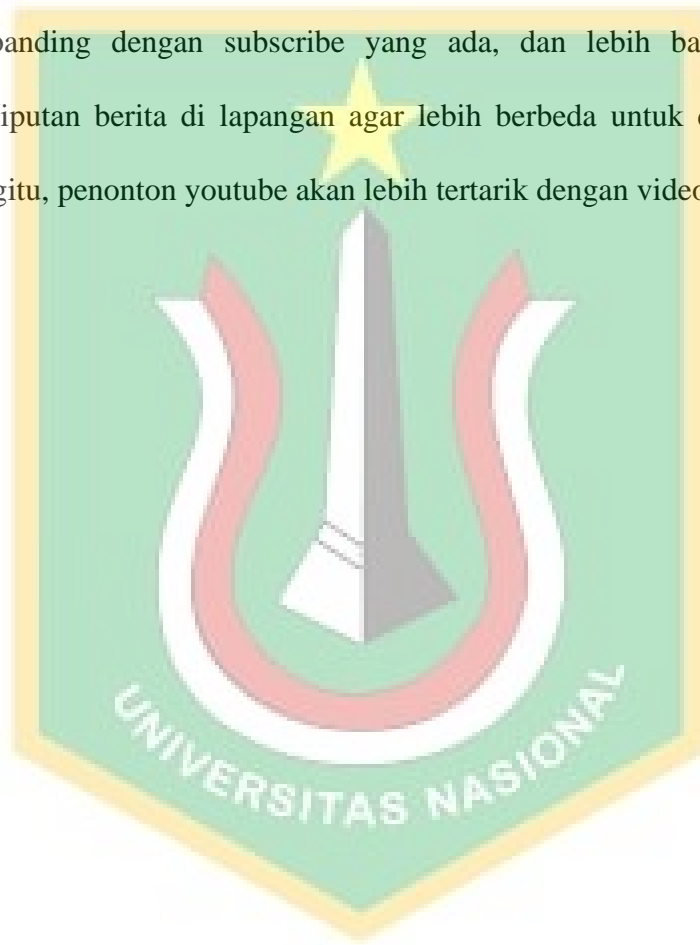 banding dengan subscribe yang ada, dan lebih ba
liputan berita di lapangan agar lebih berbeda untuk
gitu, penonton youtube akan lebih tertarik dengan video
UNIVERSITAS NASIONAL